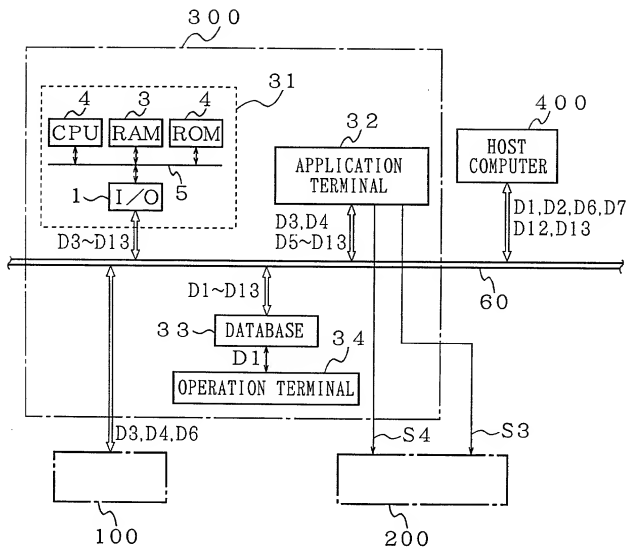 300
31
4 3 4
CPU RAM ROM
5
1 I/O
D3~D13
32
APPLICATION
TERMINAL
D3,D4
D5~D13
400
HOST
COMPUTER
D1,D2,D6,D7
D12,D13
60
D1~D13
33 DATABASE
D1 34
OPERATION TERMINAL
D3,D4,D6
S4
S3
100
200